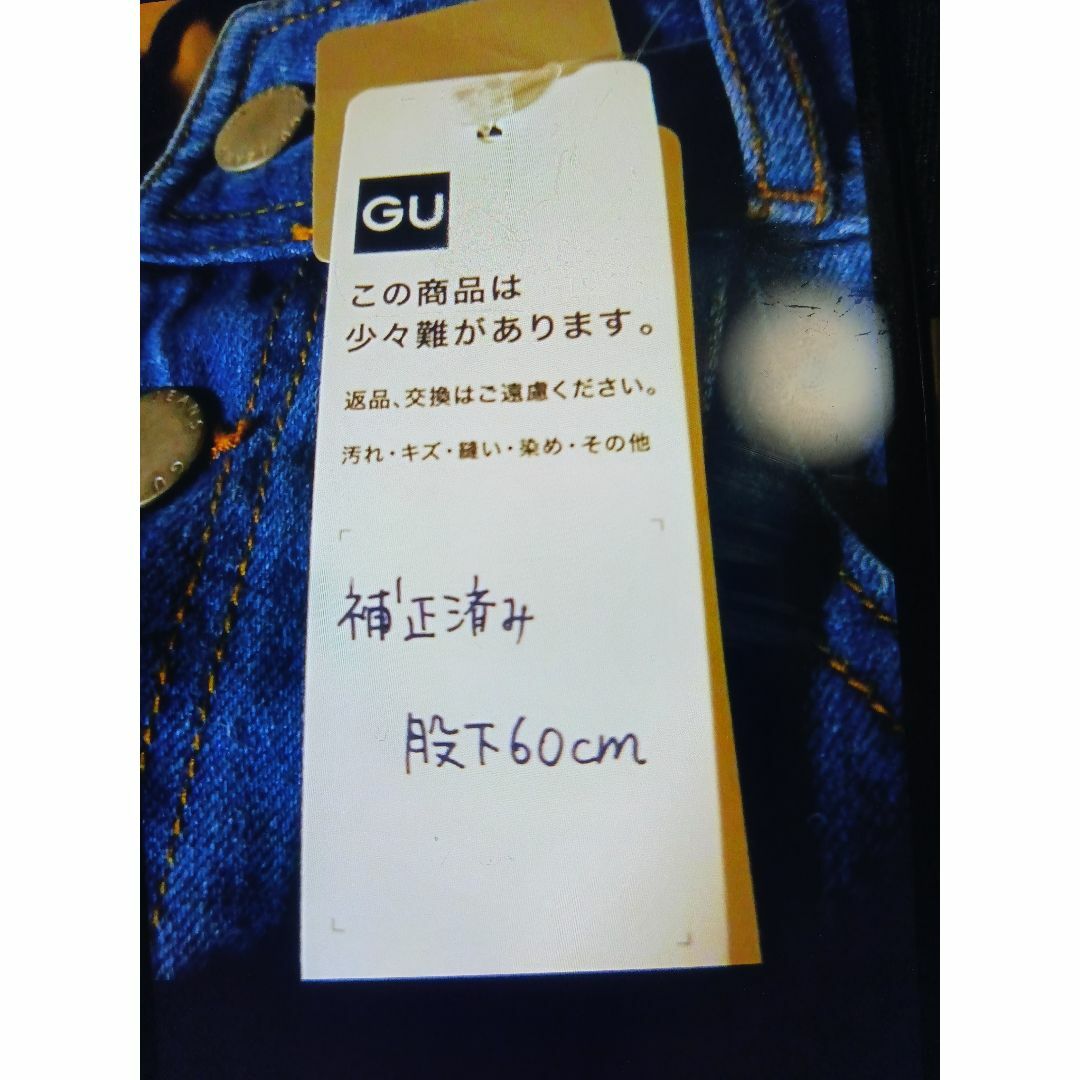 GU
この商品は
少々難があります。
返品、交換はご遠慮ください。
汚れ・キズ・縫い・染め・その他
補正済み
股下60cm